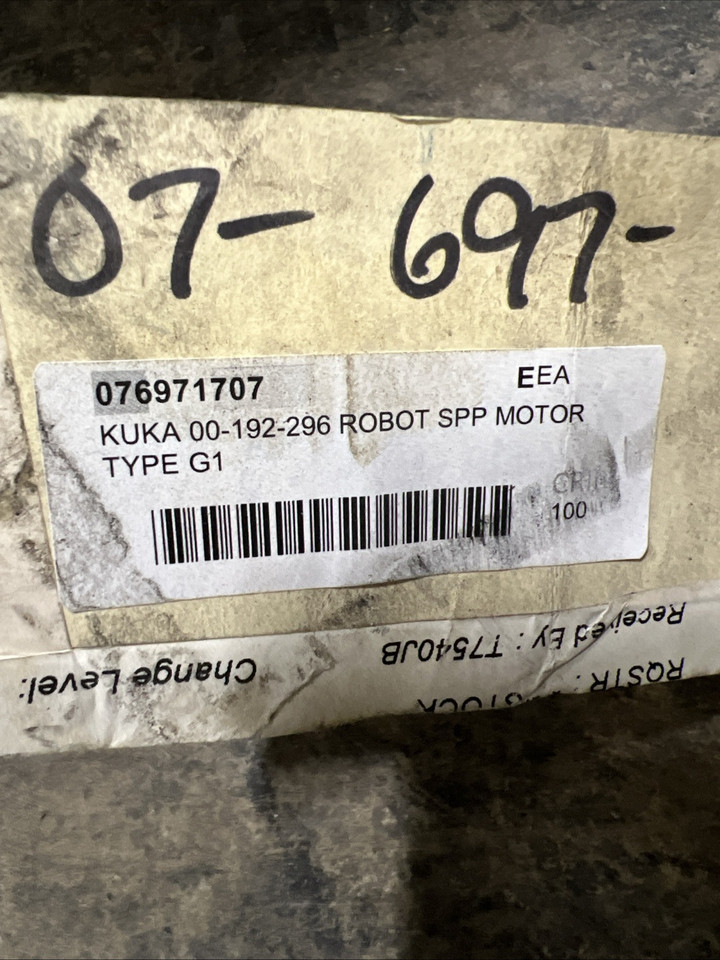 07- 697-
076971707 EEA
KUKA 00-192-296 ROBOT SPP MOTOR
TYPE G1
100
Change Level:
Received By : T7540JB
RQSTR :